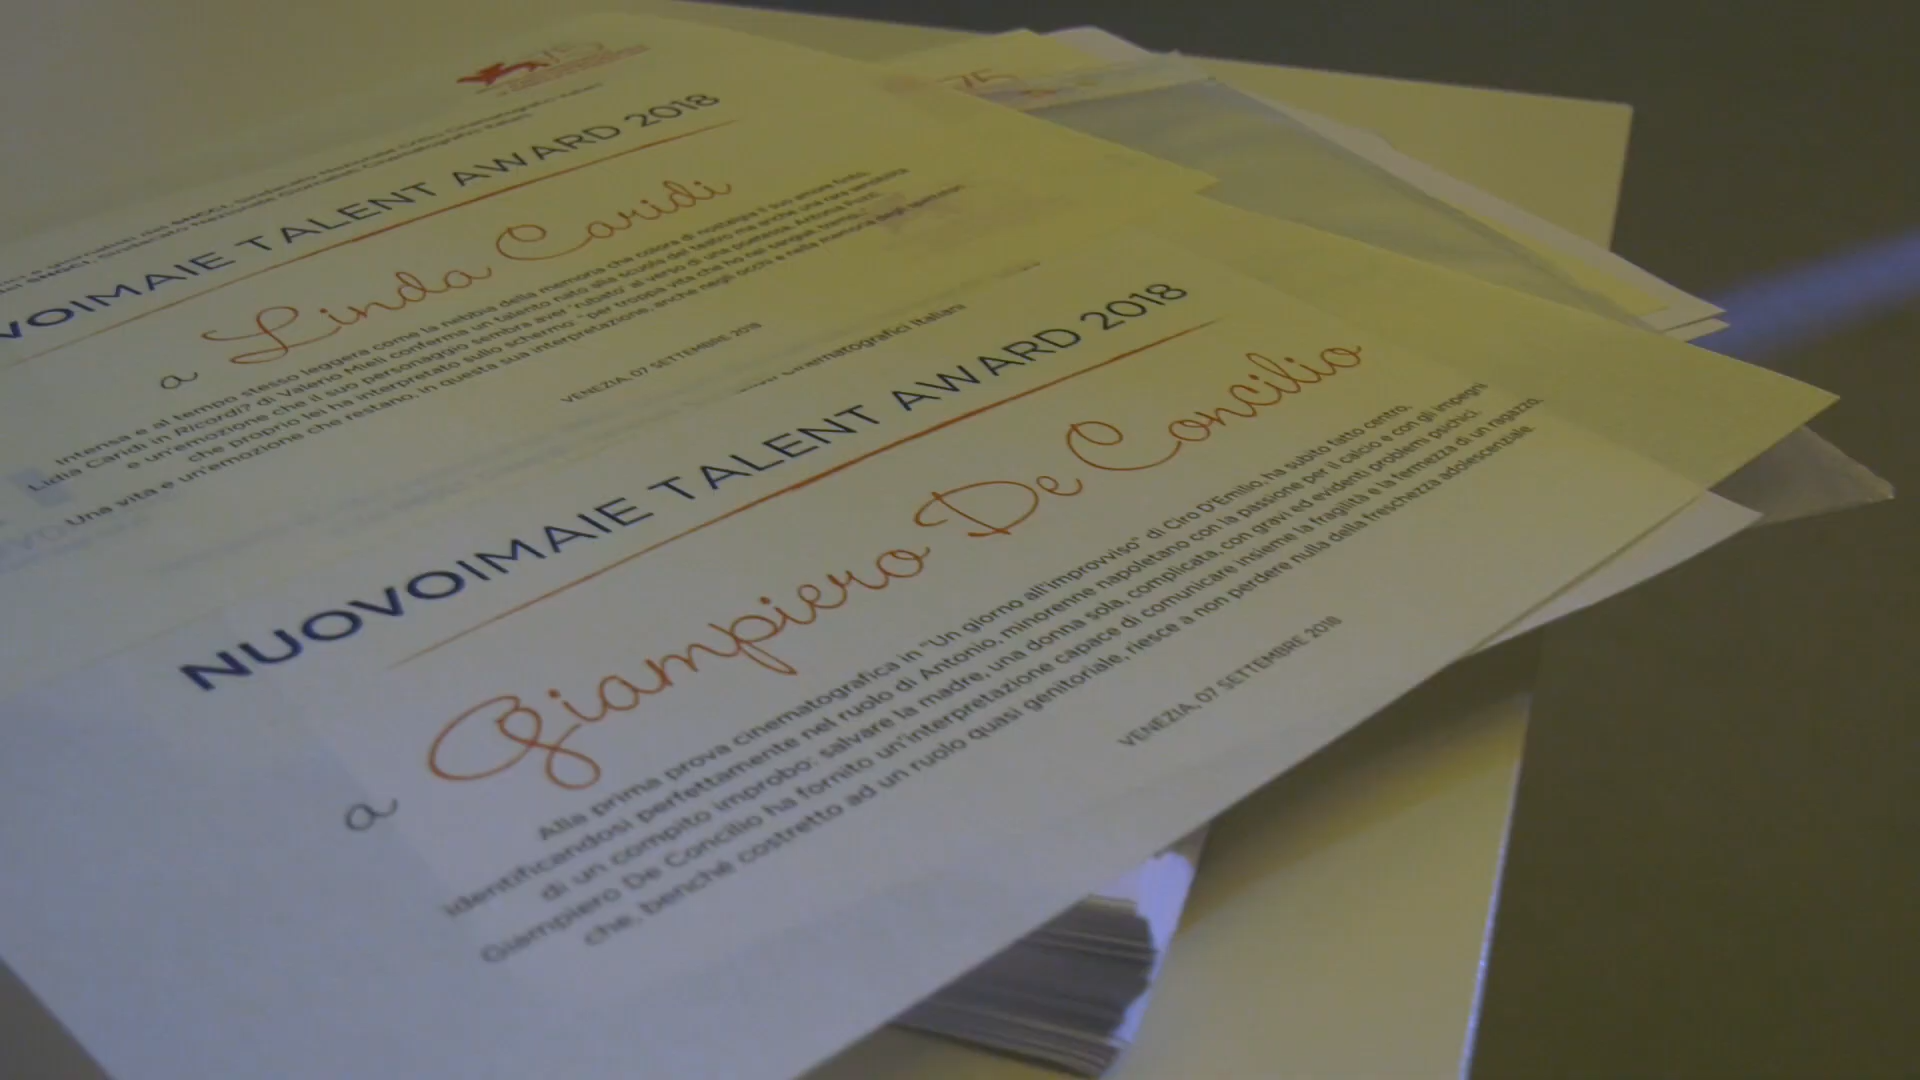 75
VOIMAIE TALENT AWARD 2018
a Linda Caridi
Intensa e al tempo stesso leggera come la nebbia della memoria che colora di nostalgia il suo amore finito,
Lidia Caridi in Ricordi? di Valerio Mieli conferma un talento nato alla scuola del teatro ma anche una rara sensibilità
e un'emozione che il suo personaggio sembra aver "rubato" al verso di una poetessa, Antonia Pozzi,
che proprio lei ha interpretato sullo schermo: "per troppa vita che ho nel sangue tremo."
Una vita e un'emozione che restano, in questa sua interpretazione, anche negli occhi e nella memoria degli spettatori
VENEZIA, 07 SETTEMBRE 2018
75
Cinematografici Italiani
NUOVOIMAIE TALENT AWARD 2018
a Giampiero De Concilio
Alla prima prova cinematografica in "Un giorno all'improvviso" di Ciro D'Emilio, ha subito fatto centro,
identificandosi perfettamente nel ruolo di Antonio, minorenne napoletano con la passione per il calcio e con gli impegni
di un compito improbo: salvare la madre, una donna sola, complicata, con gravi ed evidenti problemi psichici.
Giampiero De Concilio ha fornito un'interpretazione capace di comunicare insieme la fragilità e la fermezza di un ragazzo,
che, benché costretto ad un ruolo quasi genitoriale, riesce a non perdere nulla della freschezza adolescenziale.
VENEZIA, 07 SETTEMBRE 2018